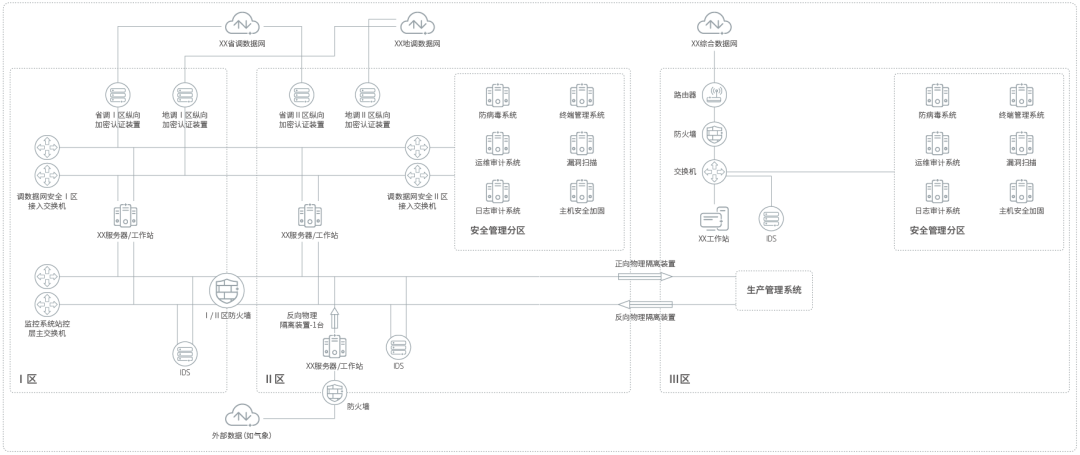 XX省调数据网
XX地调数据网
XX综合数据网
省调Ⅰ区纵向
加密认证装置
地调Ⅰ区纵向
加密认证装置
省调Ⅱ区纵向
加密认证装置
地调Ⅱ区纵向
加密认证装置
路由器
防火墙
交换机
防病毒系统
终端管理系统
运维审计系统
漏洞扫描
日志审计系统
主机安全加固
安全管理分区
防病毒系统
终端管理系统
运维审计系统
漏洞扫描
日志审计系统
主机安全加固
安全管理分区
调数据网安全Ⅰ区
接入交换机
调数据网安全Ⅱ区
接入交换机
XX服务器/工作站
XX服务器/工作站
XX工作站
IDS
正向物理隔离装置
反向物理隔离装置
生产管理系统
监控系统站控
层主交换机
Ⅰ/Ⅱ区防火墙
反向物理
隔离装置-1台
IDS
XX服务器/工作站
IDS
Ⅰ区
Ⅱ区
Ⅲ区
防火墙
外部数据(如气象)